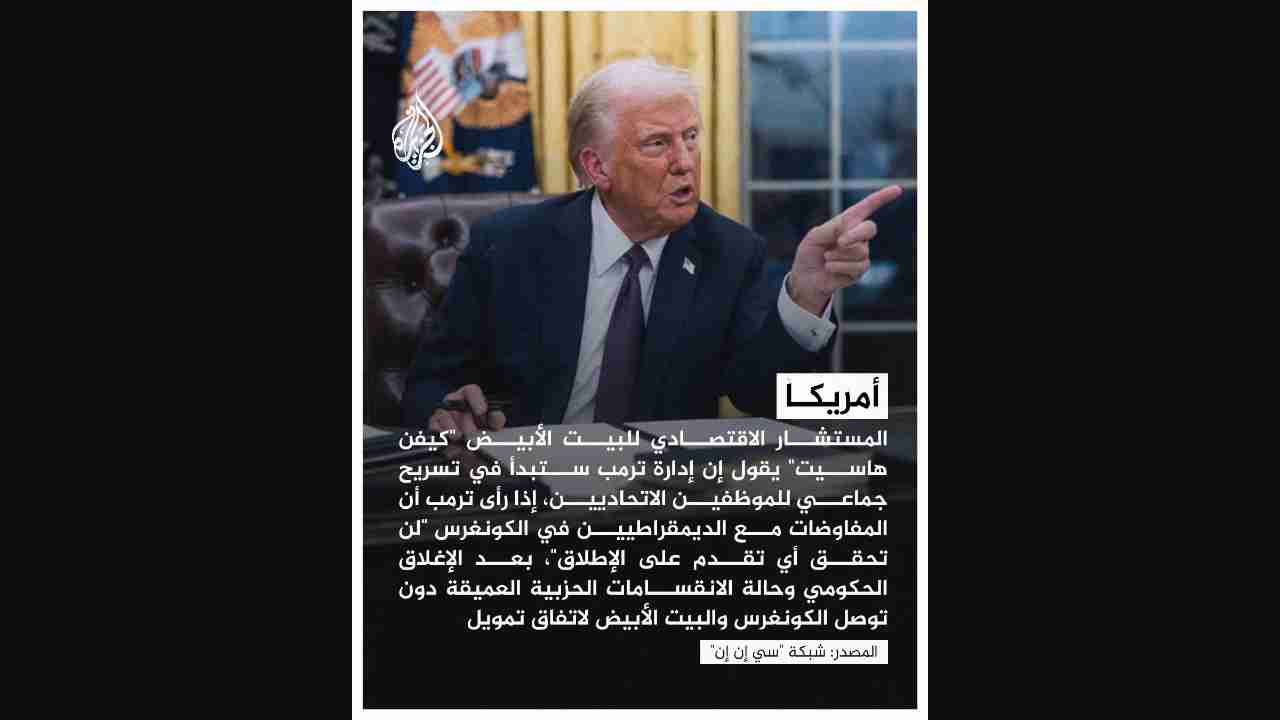 الجزيرة
أمريكا
المستشار الاقتصادي للبيت الأبيض "كيفن
هاسيت" يقول إن إدارة ترمب ستبدأ في تسريح
جماعي للموظفين الاتحاديين، إذا رأى ترمب أن
المفاوضات مع الديمقراطيين في الكونغرس "لن
تحقق أي تقدم على الإطلاق"، بعد الإغلاق
الحكومي وحالة الانقسامات الحزبية العميقة دون
توصل الكونغرس والبيت الأبيض لاتفاق تمويل
المصدر: شبكة "سي إن إن"